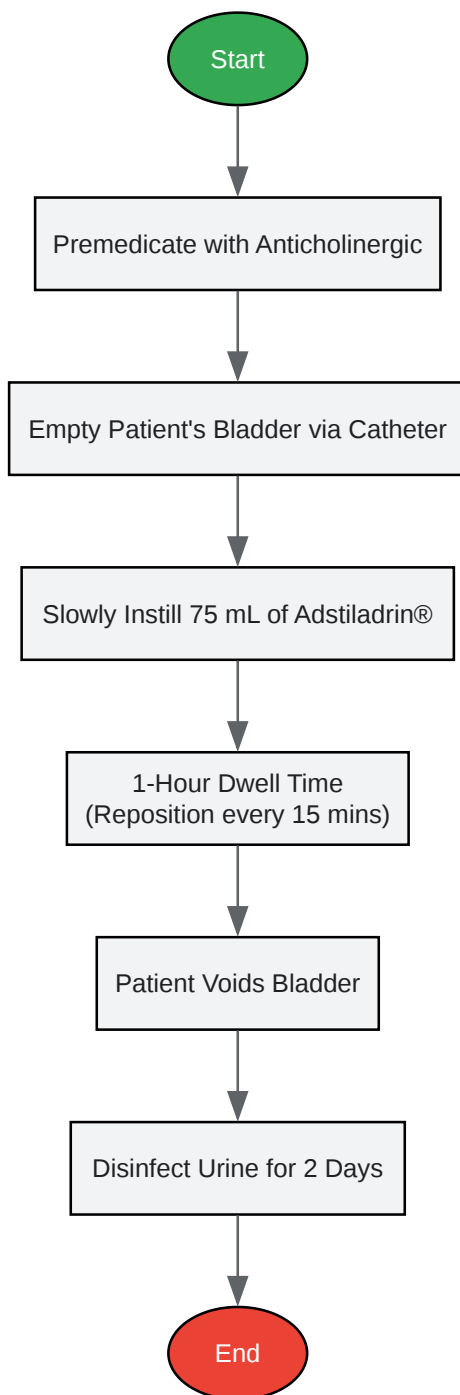 Start
Premedicate with Anticholinergic
Empty Patient's Bladder via Catheter
Slowly Instill 75 mL of Adstiladrin®
1-Hour Dwell Time
(Reposition every 15 mins)
Patient Voids Bladder
Disinfect Urine for 2 Days
End